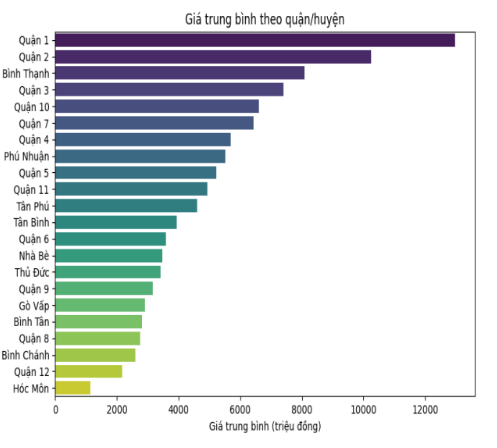 Giá trung bình theo quận/huyện
Quận 1
Quận 2
Bình Thạnh
Quận 3
Quận 10
Quận 7
Quận 4
Phú Nhuận
Quận 5
Quận 11
Tân Phú
Tân Bình
Quận 6
Nhà Bè
Thủ Đức
Quận 9
Gò Vấp
Bình Tân
Quận 8
Bình Chánh
Quận 12
Hóc Môn
0 2000 4000 6000 8000 10000 12000
Giá trung bình (triệu đồng)